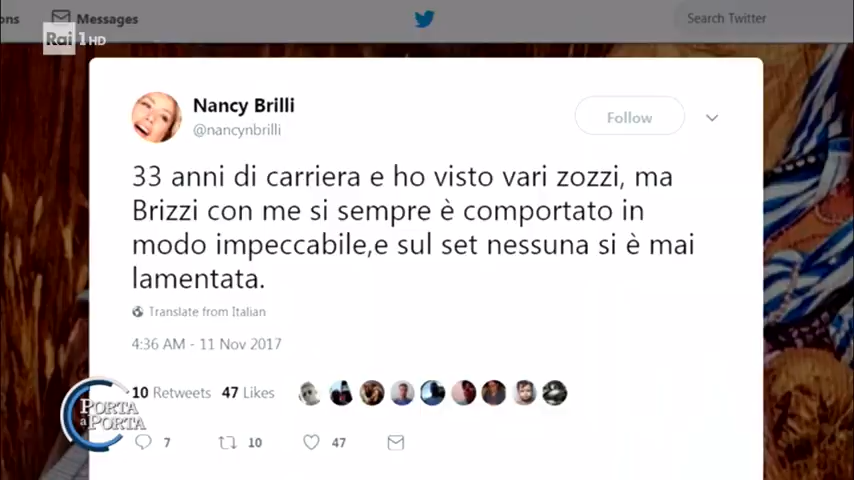 ons Messages Search Twitter
Rai 1 HD
Nancy Brilli
@nancynbrilli
Follow
33 anni di carriera e ho visto vari zozzi, ma
Brizzi con me si sempre è comportato in
modo impeccabile,e sul set nessuna si è mai
lamentata.
Translate from Italian
4:36 AM - 11 Nov 2017
10 Retweets 47 Likes
PORTA
a PORTA
7 10 47